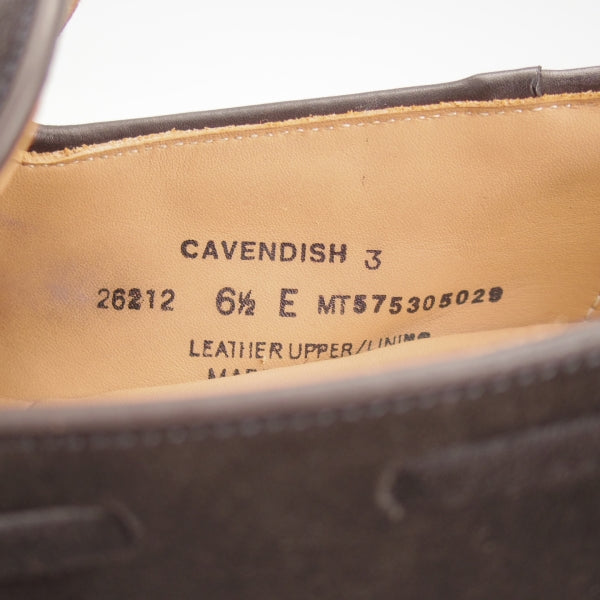 CAVENDISH 3
26212 6½ E MT575305029
LEATHER UPPER/LINING